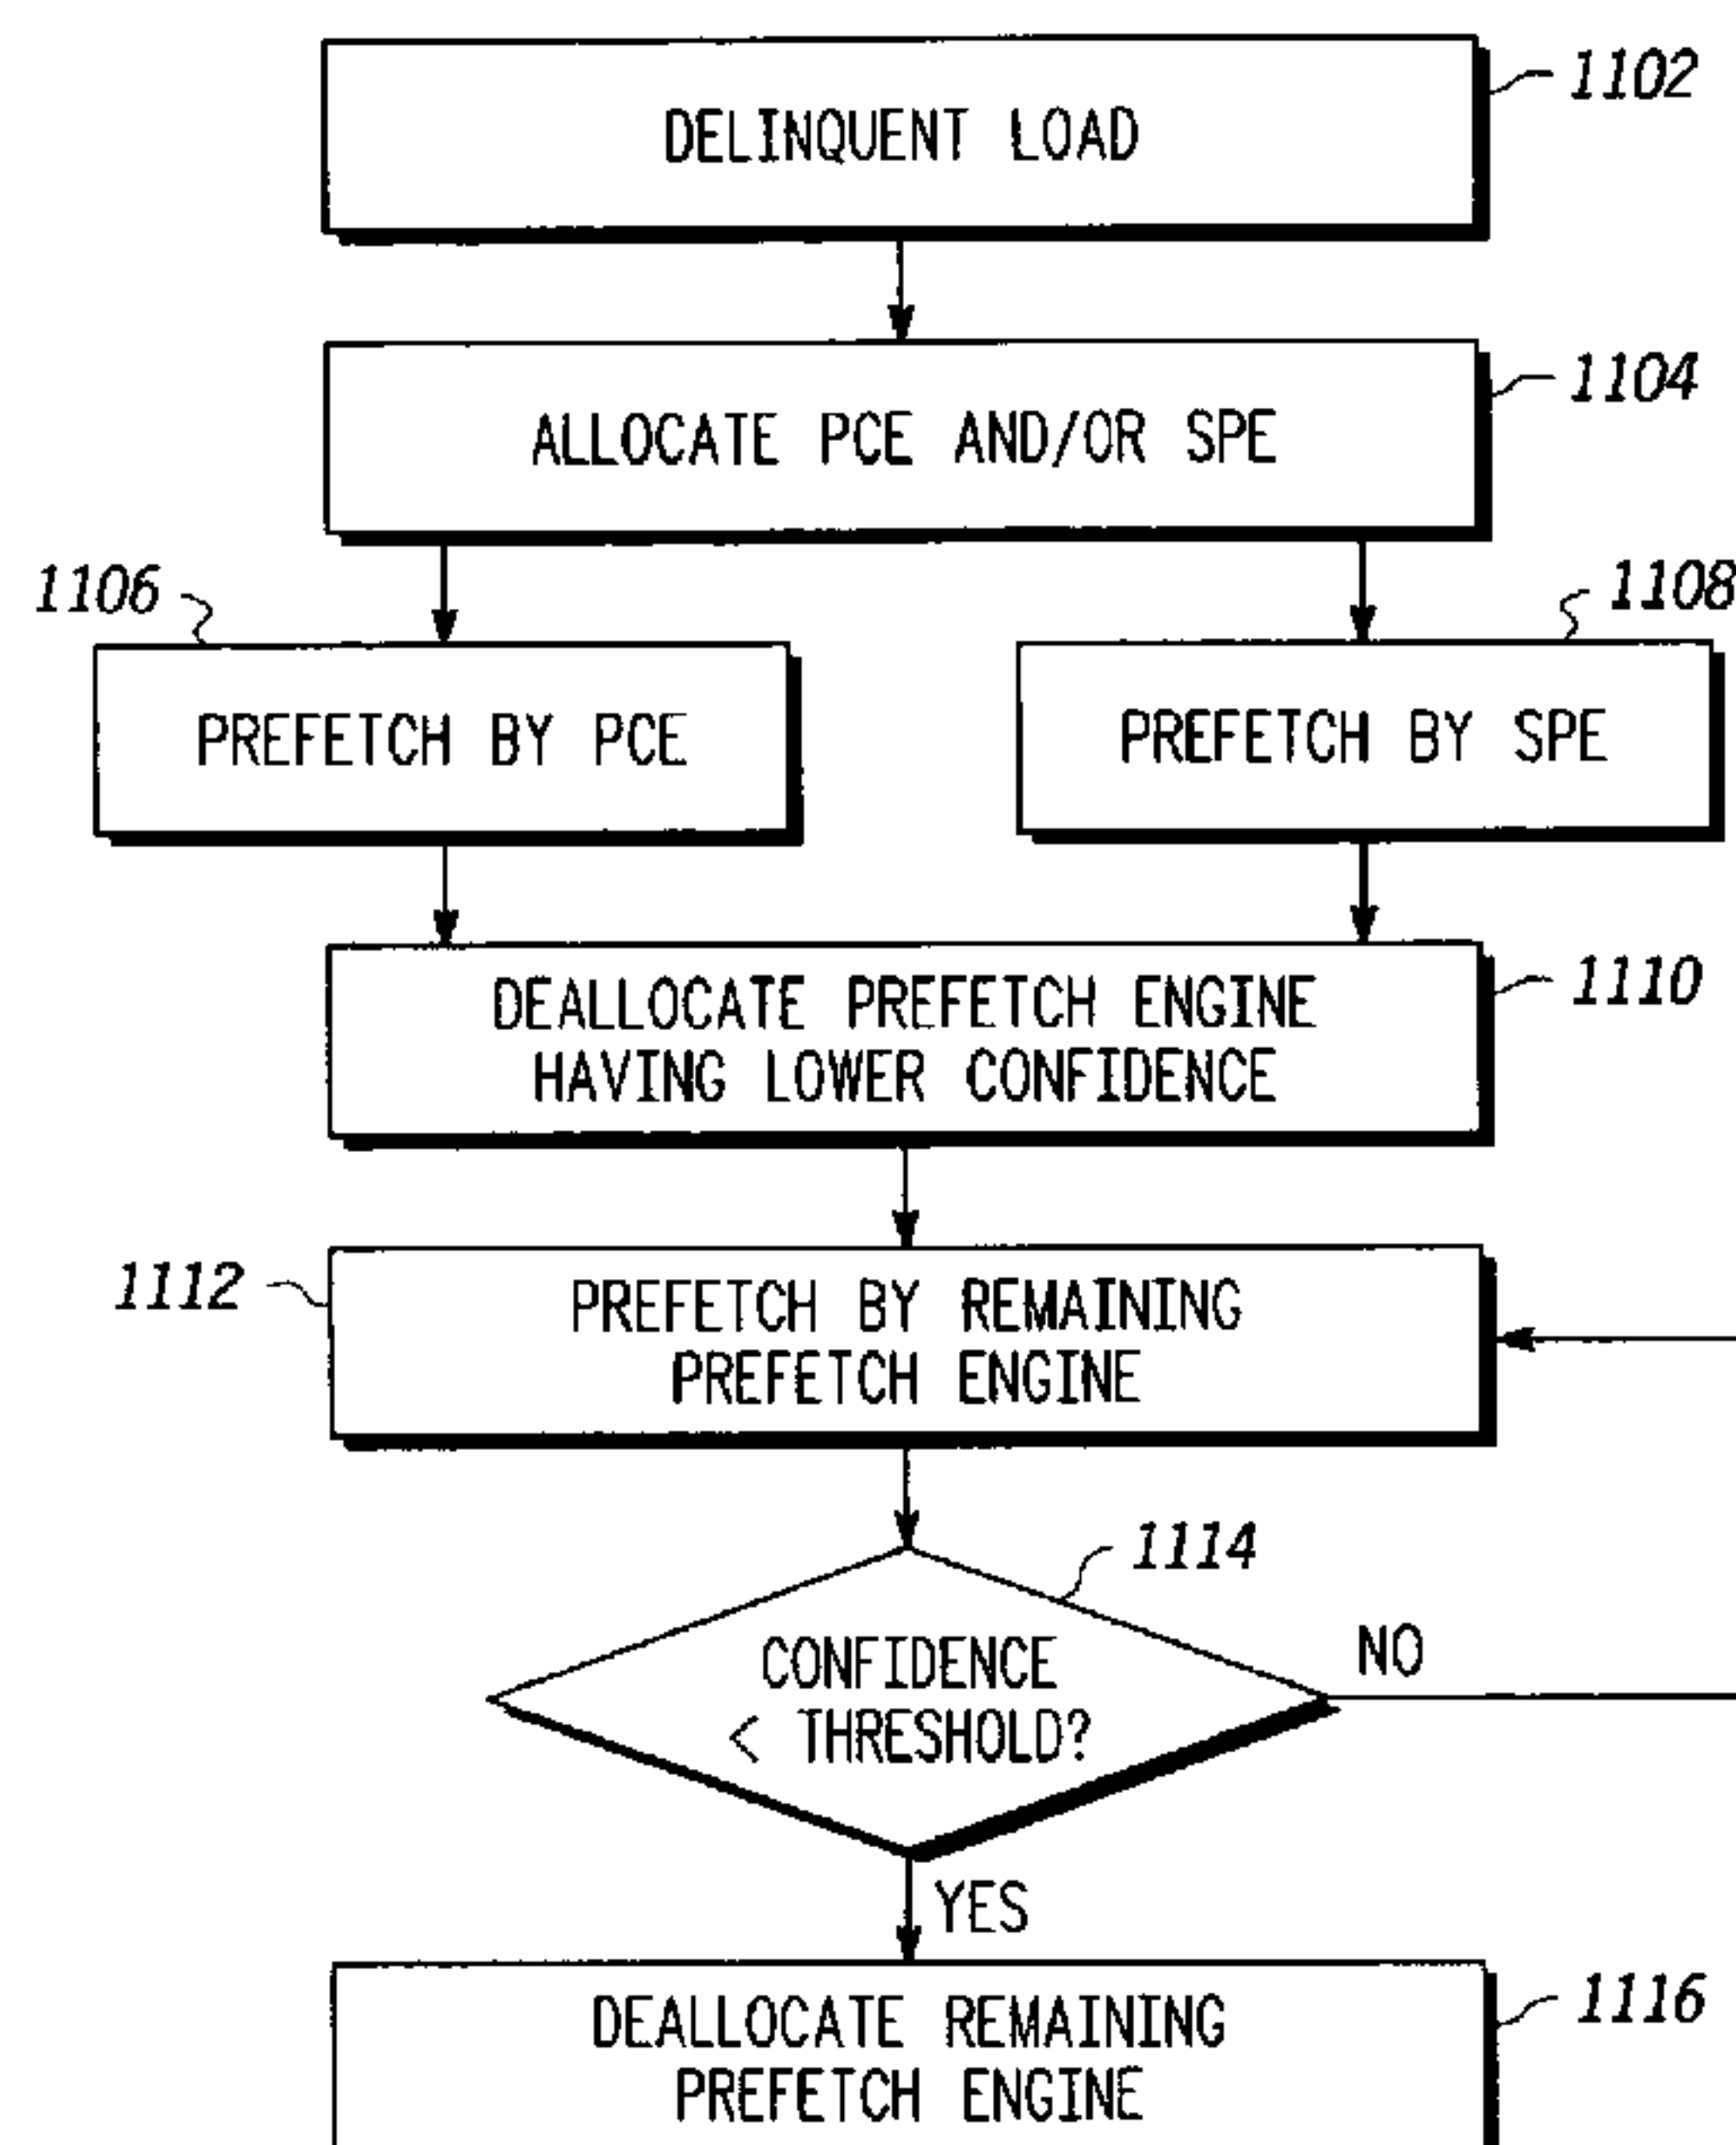 1102
DELINQUENT LOAD
1104
ALLOCATE PCE AND/OR SPE
1106
1108
PREFETCH BY PCE
PREFETCH BY SPE
1110
DEALLOCATE PREFETCH ENGINE
HAVING LOWER CONFIDENCE
1112
PREFETCH BY REMAINING
PREFETCH ENGINE
1114
CONFIDENCE
< THRESHOLD?
NO
YES
1116
DEALLOCATE REMAINING
PREFETCH ENGINE